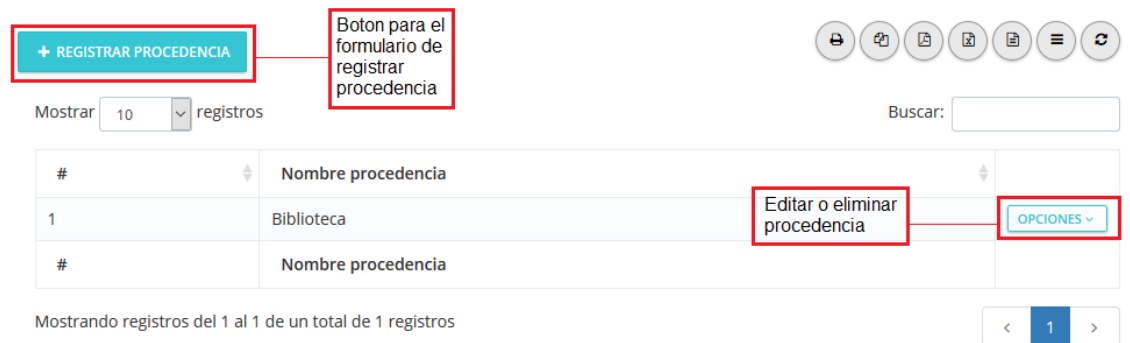 + REGISTRAR PROCEDENCIA
Boton para el
formulario de
registrar
procedencia
Mostrar 10 registros
Buscar:
# Nombre procedencia
1 Biblioteca
Editar o eliminar
procedencia
OPCIONES
# Nombre procedencia
Mostrando registros del 1 al 1 de un total de 1 registros
< 1 >